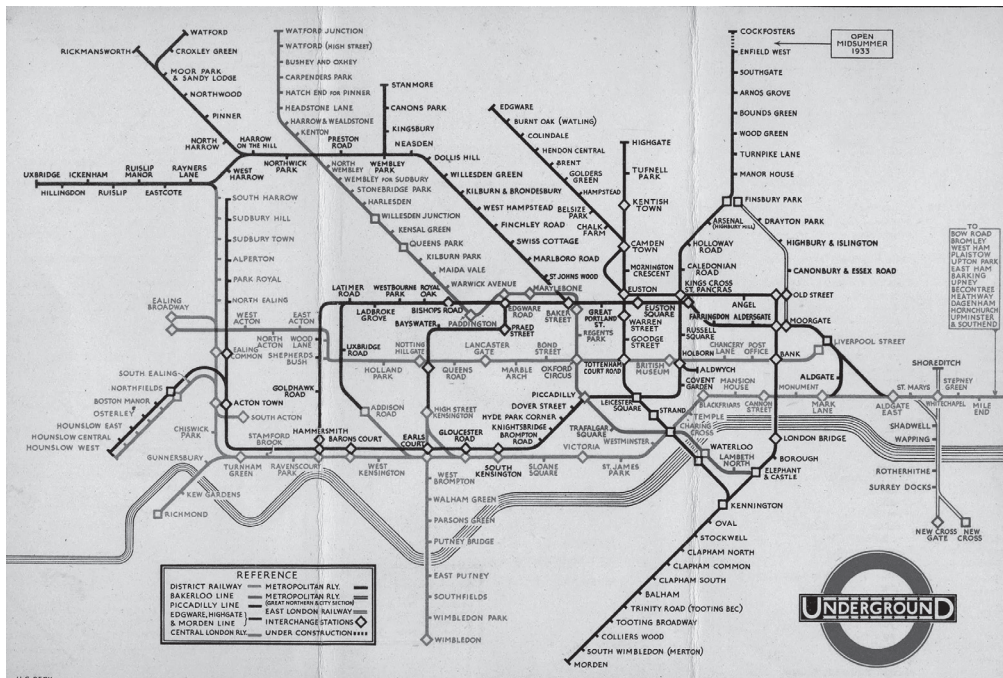 WATFORD
CROXLEY GREEN
RICKMANSWORTH
MOOR PARK
& SANDY LODGE
NORTHWOOD
PINNER
NORTH
HARROW
HARROW
ON THE HILL
NORTHWICK
PARK
PRESTON
ROAD
WEMBLEY
PARK
NEASDEN
UXBRIDGE
HILLINGDON
ICKENHAM
RUISLIP
RUISLIP
MANOR
EASTCOTE
RAYNERS
LANE
WEST
HARROW
WATFORD JUNCTION
WATFORD (HIGH STREET)
BUSHEY AND OXHEY
CARPENDERS PARK
HATCH END FOR PINNER
HEADSTONE LANE
HARROW & WEALDSTONE
KENTON
NORTH
WEMBLEY
WEMBLEY FOR SUDBURY
STONEBRIDGE PARK
HARLESDEN
WILLESDEN JUNCTION
KENSAL GREEN
QUEENS PARK
KILBURN PARK
MAIDA VALE
WARWICK AVENUE
STANMORE
CANONS PARK
KINGSBURY
DOLLIS HILL
WILLESDEN GREEN
KILBURN & BRONDESBURY
WEST HAMPSTEAD
FINCHLEY ROAD
SWISS COTTAGE
MARLBORO ROAD
ST. JOHNS WOOD
EDGWARE
BURNT OAK (WATLING)
COLINDALE
HENDON CENTRAL
BRENT
GOLDERS
GREEN
HAMPSTEAD
BELSIZE
PARK
CHALK
FARM
HIGHGATE
TUFNELL
PARK
KENTISH
TOWN
CAMDEN
TOWN
MORNINGTON
CRESCENT
EUSTON
COCKFOSTERS
OPEN
MIDSUMMER
1933
ENFIELD WEST
SOUTHGATE
ARNOS GROVE
BOUNDS GREEN
WOOD GREEN
TURNPIKE LANE
MANOR HOUSE
FINSBURY PARK
ARSENAL
(HIGHBURY HILL)
HOLLOWAY
ROAD
CALEDONIAN
ROAD
KINGS CROSS
ST. PANCRAS
DRAYTON PARK
HIGHBURY & ISLINGTON
CANONBURY & ESSEX ROAD
OLD STREET
MOORGATE
TO
BOW ROAD
BROMLEY
WEST HAM
PLAISTOW
UPTON PARK
EAST HAM
BARKING
UPNEY
BECONTREE
HEATHWAY
DAGENHAM
HORNCHURCH
UPMINSTER
& SOUTHEND
SOUTH HARROW
SUDBURY HILL
SUDBURY TOWN
ALPERTON
PARK ROYAL
NORTH EALING
EALING
BROADWAY
WEST
ACTON
NORTH
ACTON
EAST
ACTON
WOOD
LANE
SHEPHERDS
BUSH
EALING
COMMON
LATIMER
ROAD
LADBROKE
GROVE
WESTBOURNE
PARK
ROYAL
OAK
BISHOPS ROAD
PADDINGTON
BAYSWATER
EDGWARE
ROAD
PRAED
STREET
MARYLEBONE
BAKER
STREET
GREAT
PORTLAND
ST.
REGENTS
PARK
EUSTON
SQUARE
WARREN
STREET
GOODGE
STREET
TOTTENHAM
COURT ROAD
ANGEL
FARRINGDON
ALDERSGATE
RUSSELL
SQUARE
HOLBORN
CHANCERY
LANE
POST
OFFICE
BANK
LIVERPOOL STREET
UXBRIDGE
ROAD
HOLLAND
PARK
NOTTING
HILL GATE
QUEENS
ROAD
LANCASTER
GATE
MARBLE
ARCH
BOND
STREET
OXFORD
CIRCUS
BRITISH
MUSEUM
ALDWYCH
COVENT
GARDEN
ALDGATE
SOUTH EALING
NORTHFIELDS
BOSTON MANOR
OSTERLEY
HOUNSLOW EAST
HOUNSLOW CENTRAL
HOUNSLOW WEST
ACTON TOWN
SOUTH ACTON
CHISWICK
PARK
GUNNERSBURY
KEW GARDENS
RICHMOND
TURNHAM
GREEN
STAMFORD
BROOK
RAVENSCOURT
PARK
GOLDHAWK
ROAD
HAMMERSMITH
BARONS COURT
WEST
KENSINGTON
ADDISON
ROAD
HIGH STREET
KENSINGTON
EARLS
COURT
GLOUCESTER
ROAD
SOUTH
KENSINGTON
KNIGHTSBRIDGE
BROMPTON
ROAD
HYDE PARK CORNER
DOVER STREET
PICCADILLY
SLOANE
SQUARE
VICTORIA
ST. JAMES
PARK
WESTMINSTER
TRAFALGAR
SQUARE
LEICESTER
SQUARE
STRAND
CHARING
CROSS
TEMPLE
BLACKFRIARS
MANSION
HOUSE
CANNON
STREET
MONUMENT
MARK
LANE
ALDGATE
EAST
ST. MARYS
WHITECHAPEL
STEPNEY
GREEN
MILE
END
SHOREDITCH
SHADWELL
WAPPING
ROTHERHITHE
SURREY DOCKS
NEW CROSS
GATE
NEW
CROSS
WATERLOO
LAMBETH
NORTH
LONDON BRIDGE
BOROUGH
ELEPHANT
& CASTLE
KENNINGTON
OVAL
STOCKWELL
CLAPHAM NORTH
CLAPHAM COMMON
CLAPHAM SOUTH
BALHAM
TRINITY ROAD (TOOTING BEC)
TOOTING BROADWAY
COLLIERS WOOD
SOUTH WIMBLEDON (MERTON)
MORDEN
WEST
BROMPTON
WALHAM GREEN
PARSONS GREEN
PUTNEY BRIDGE
EAST PUTNEY
SOUTHFIELDS
WIMBLEDON PARK
WIMBLEDON
REFERENCE
DISTRICT RAILWAY
BAKERLOO LINE
PICCADILLY LINE
EDGWARE, HIGHGATE
& MORDEN LINE
CENTRAL LONDON RLY.
METROPOLITAN RLY.
METROPOLITAN RLY.
(GREAT NORTHERN & CITY SECTION)
EAST LONDON RAILWAY
INTERCHANGE STATIONS
UNDER CONSTRUCTION
UNDERGROUND